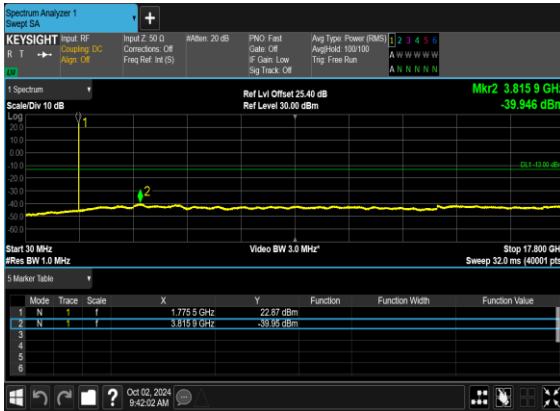 Spectrum Analyzer 1
Swept SA
+
KEYSIGHT Input: RF
R T Coupling: DC
Align: Off
Input Z: 50 Ω
Corrections: Off
Freq Ref: Int (S)
#Atten: 20 dB
PNO: Fast
Gate: Off
IF Gain: Low
Sig Track: Off
Avg Type: Power (RMS)
Avg|Hold: 100/100
Trig: Free Run
1 2 3 4 5 6
A W W W W W
A N N N N N
1 Spectrum
Scale/Div 10 dB
Ref Lvl Offset 25.40 dB
Ref Level 30.00 dBm
Mkr2 3.815 9 GHz
-39.946 dBm
Log
20.0
10.0
0.00
-10.0
-20.0
-30.0
-40.0
-50.0
-60.0
1
2
DL1 -13.00 dBm
Start 30 MHz
#Res BW 1.0 MHz
Video BW 3.0 MHz*
Stop 17.800 GHz
Sweep 32.0 ms (40001 pts)
5 Marker Table
Mode Trace Scale X Y Function Function Width Function Value
1 N 1 f 1.775 5 GHz 22.87 dBm
2 N 1 f 3.815 9 GHz -39.95 dBm
3
4
5
6
?
Oct 02, 2024
9:42:02 AM